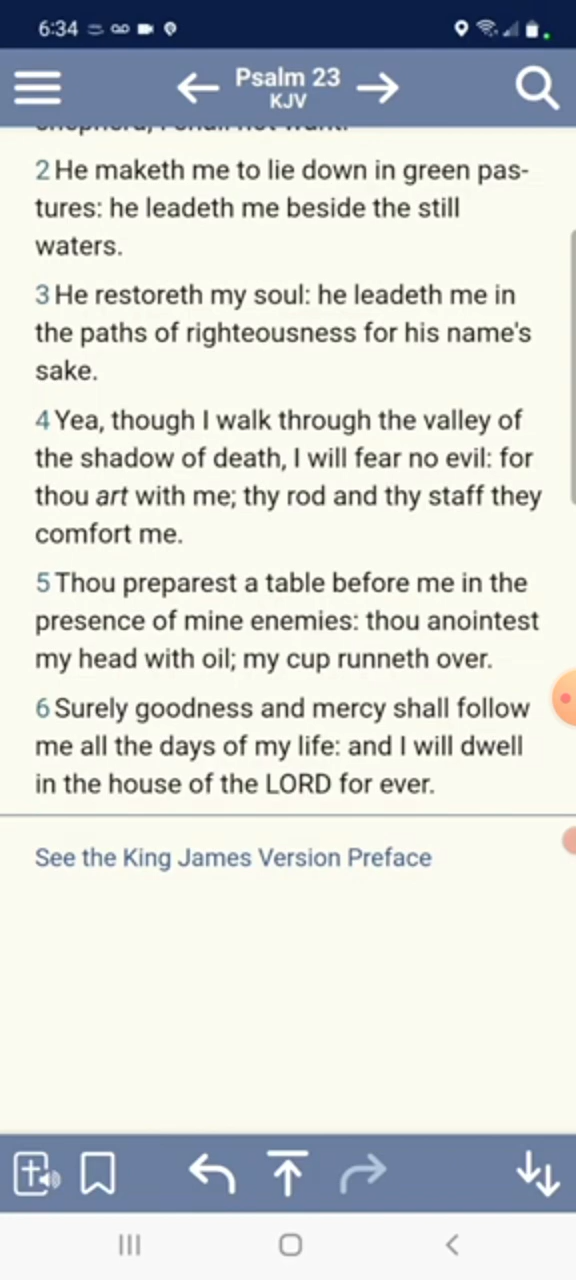 6:34
Psalm 23
KJV
shepherd; I shall not want.
2 He maketh me to lie down in green pas-
tures: he leadeth me beside the still
waters.
3 He restoreth my soul: he leadeth me in
the paths of righteousness for his name's
sake.
4 Yea, though I walk through the valley of
the shadow of death, I will fear no evil: for
thou art with me; thy rod and thy staff they
comfort me.
5 Thou preparest a table before me in the
presence of mine enemies: thou anointest
my head with oil; my cup runneth over.
6 Surely goodness and mercy shall follow
me all the days of my life: and I will dwell
in the house of the LORD for ever.
See the King James Version Preface